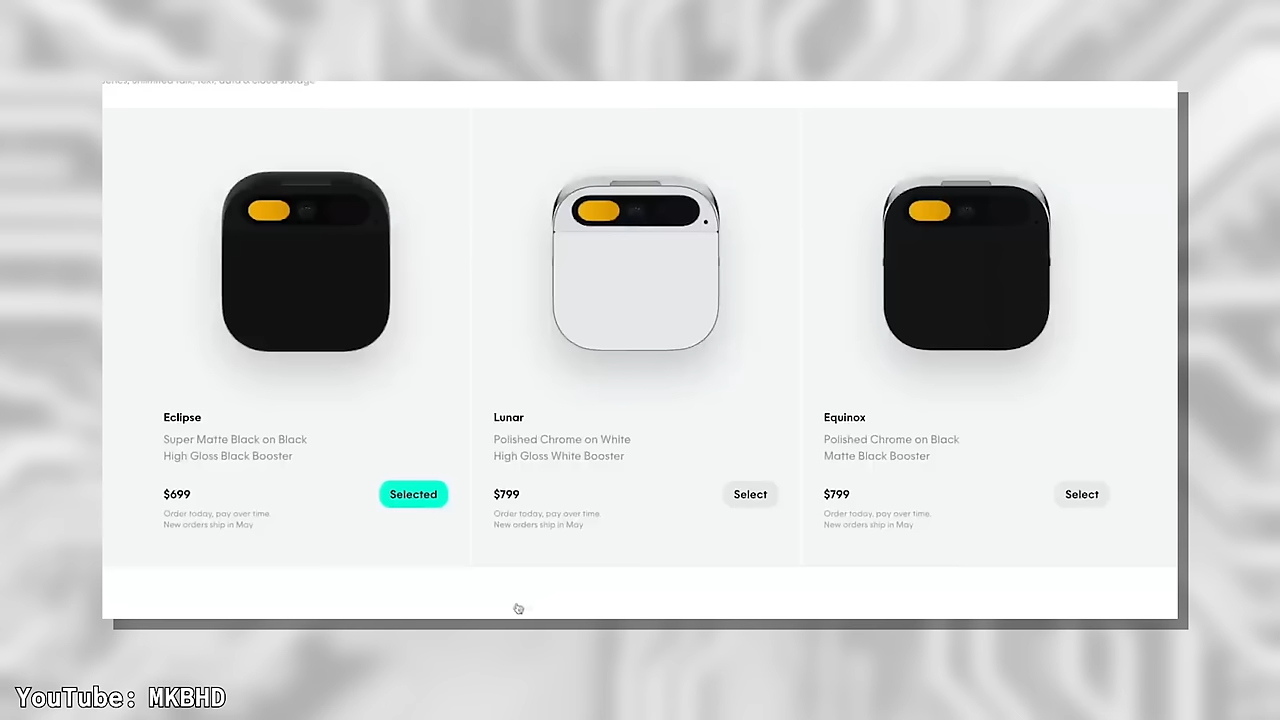 Eclipse
Super Matte Black on Black
High Gloss Black Booster
$699
Selected
Order today, pay over time.
New orders ship in May
Lunar
Polished Chrome on White
High Gloss White Booster
$799
Select
Order today, pay over time.
New orders ship in May
Equinox
Polished Chrome on Black
Matte Black Booster
$799
Select
Order today, pay over time.
New orders ship in May
YouTube: MKBHD